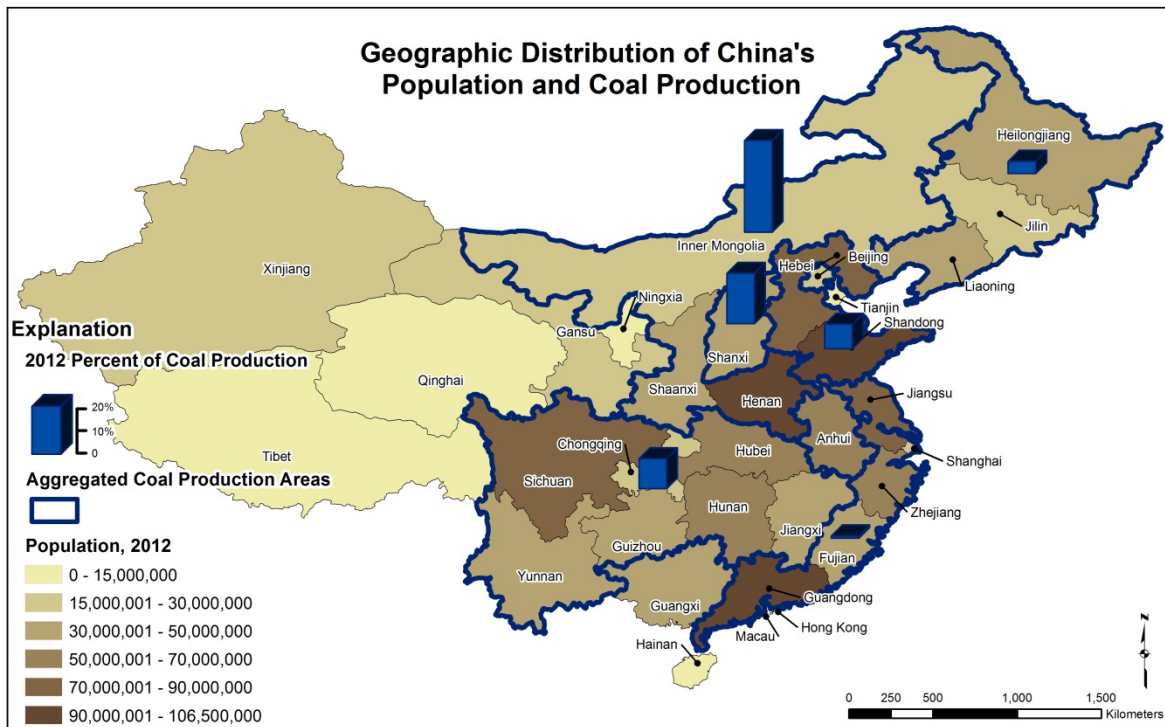 Geographic Distribution of China's
Population and Coal Production
Heilongjiang
Jilin
Inner Mongolia
Beijing
Hebei
Liaoning
Xinjiang
Ningxia
Tianjin
Shandong
Gansu
Shanxi
Explanation
2012 Percent of Coal Production
20%
10%
0
Qinghai
Shaanxi
Henan
Jiangsu
Tibet
Chongqing
Hubei
Anhui
Shanghai
Sichuan
Aggregated Coal Production Areas
Hunan
Zhejiang
Jiangxi
Guizhou
Fujian
Yunnan
Guangxi
Guangdong
Hong Kong
Macau
Hainan
Population, 2012
0 - 15,000,000
15,000,001 - 30,000,000
30,000,001 - 50,000,000
50,000,001 - 70,000,000
70,000,001 - 90,000,000
90,000,001 - 106,500,000
N
0 250 500 1,000 1,500
Kilometers